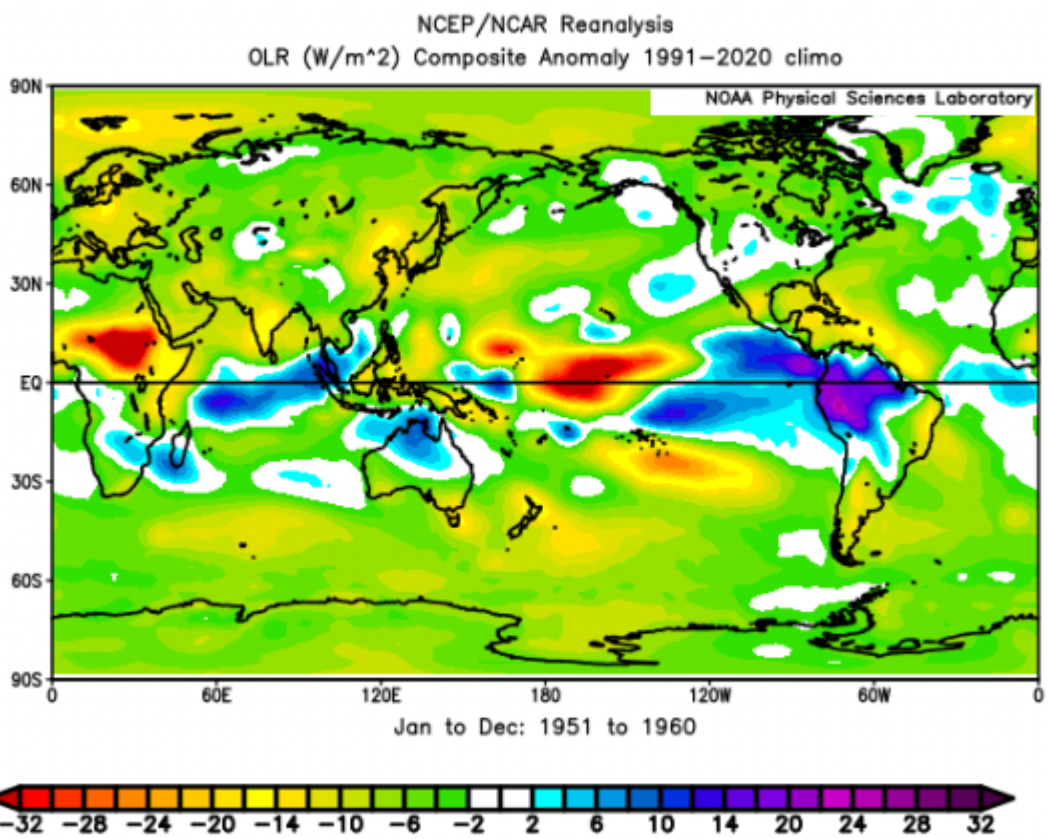 NCEP/NCAR Reanalysis
OLR (W/m^2) Composite Anomaly 1991-2020 climo
NOAA Physical Sciences Laboratory
90N
60N
30N
EQ
30S
60S
90S
0 60E 120E 180 120W 60W 0
Jan to Dec: 1951 to 1960
-32 -28 -24 -20 -14 -10 -6 -2 2 6 10 14 20 24 28 32